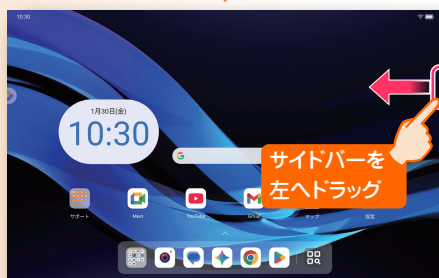 10:30
1月30日(金)
10:30
サイドバーを
左へドラッグ
サポート
Meet
YouTube
Gmail
マップ
設定